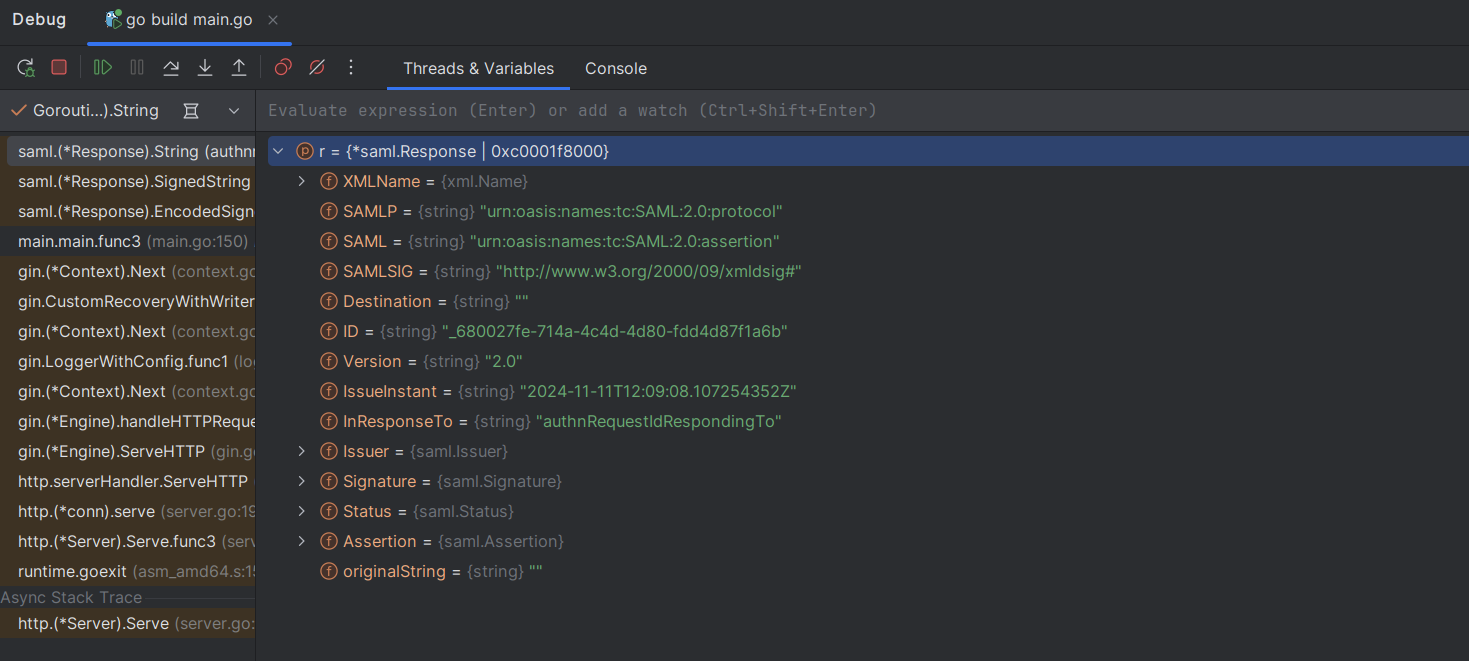 Debug go build main.go
Threads & Variables Console
Gorouti...).String Evaluate expression (Enter) or add a watch (Ctrl+Shift+Enter)
saml.(*Response).String (authnr
saml.(*Response).SignedString
saml.(*Response).EncodedSign
main.main.func3 (main.go:150)
gin.(*Context).Next (context.go
gin.CustomRecoveryWithWriter
gin.(*Context).Next (context.go
gin.LoggerWithConfig.func1 (lo
gin.(*Context).Next (context.go
gin.(*Engine).handleHTTPReque
gin.(*Engine).ServeHTTP (gin.g
http.serverHandler.ServeHTTP
http.(*conn).serve (server.go:19
http.(*Server).Serve.func3 (serv
runtime.goexit (asm_amd64.s:15
Async Stack Trace
http.(*Server).Serve (server.go:
p r = {*saml.Response | 0xc0001f8000}
f XMLName = {xml.Name}
f SAMLP = {string} "urn:oasis:names:tc:SAML:2.0:protocol"
f SAML = {string} "urn:oasis:names:tc:SAML:2.0:assertion"
f SAMLSIG = {string} "http://www.w3.org/2000/09/xmldsig#"
f Destination = {string} ""
f ID = {string} "_680027fe-714a-4c4d-4d80-fdd4d87f1a6b"
f Version = {string} "2.0"
f IssueInstant = {string} "2024-11-11T12:09:08.107254352Z"
f InResponseTo = {string} "authnRequestIdRespondingTo"
f Issuer = {saml.Issuer}
f Signature = {saml.Signature}
f Status = {saml.Status}
f Assertion = {saml.Assertion}
f originalString = {string} ""